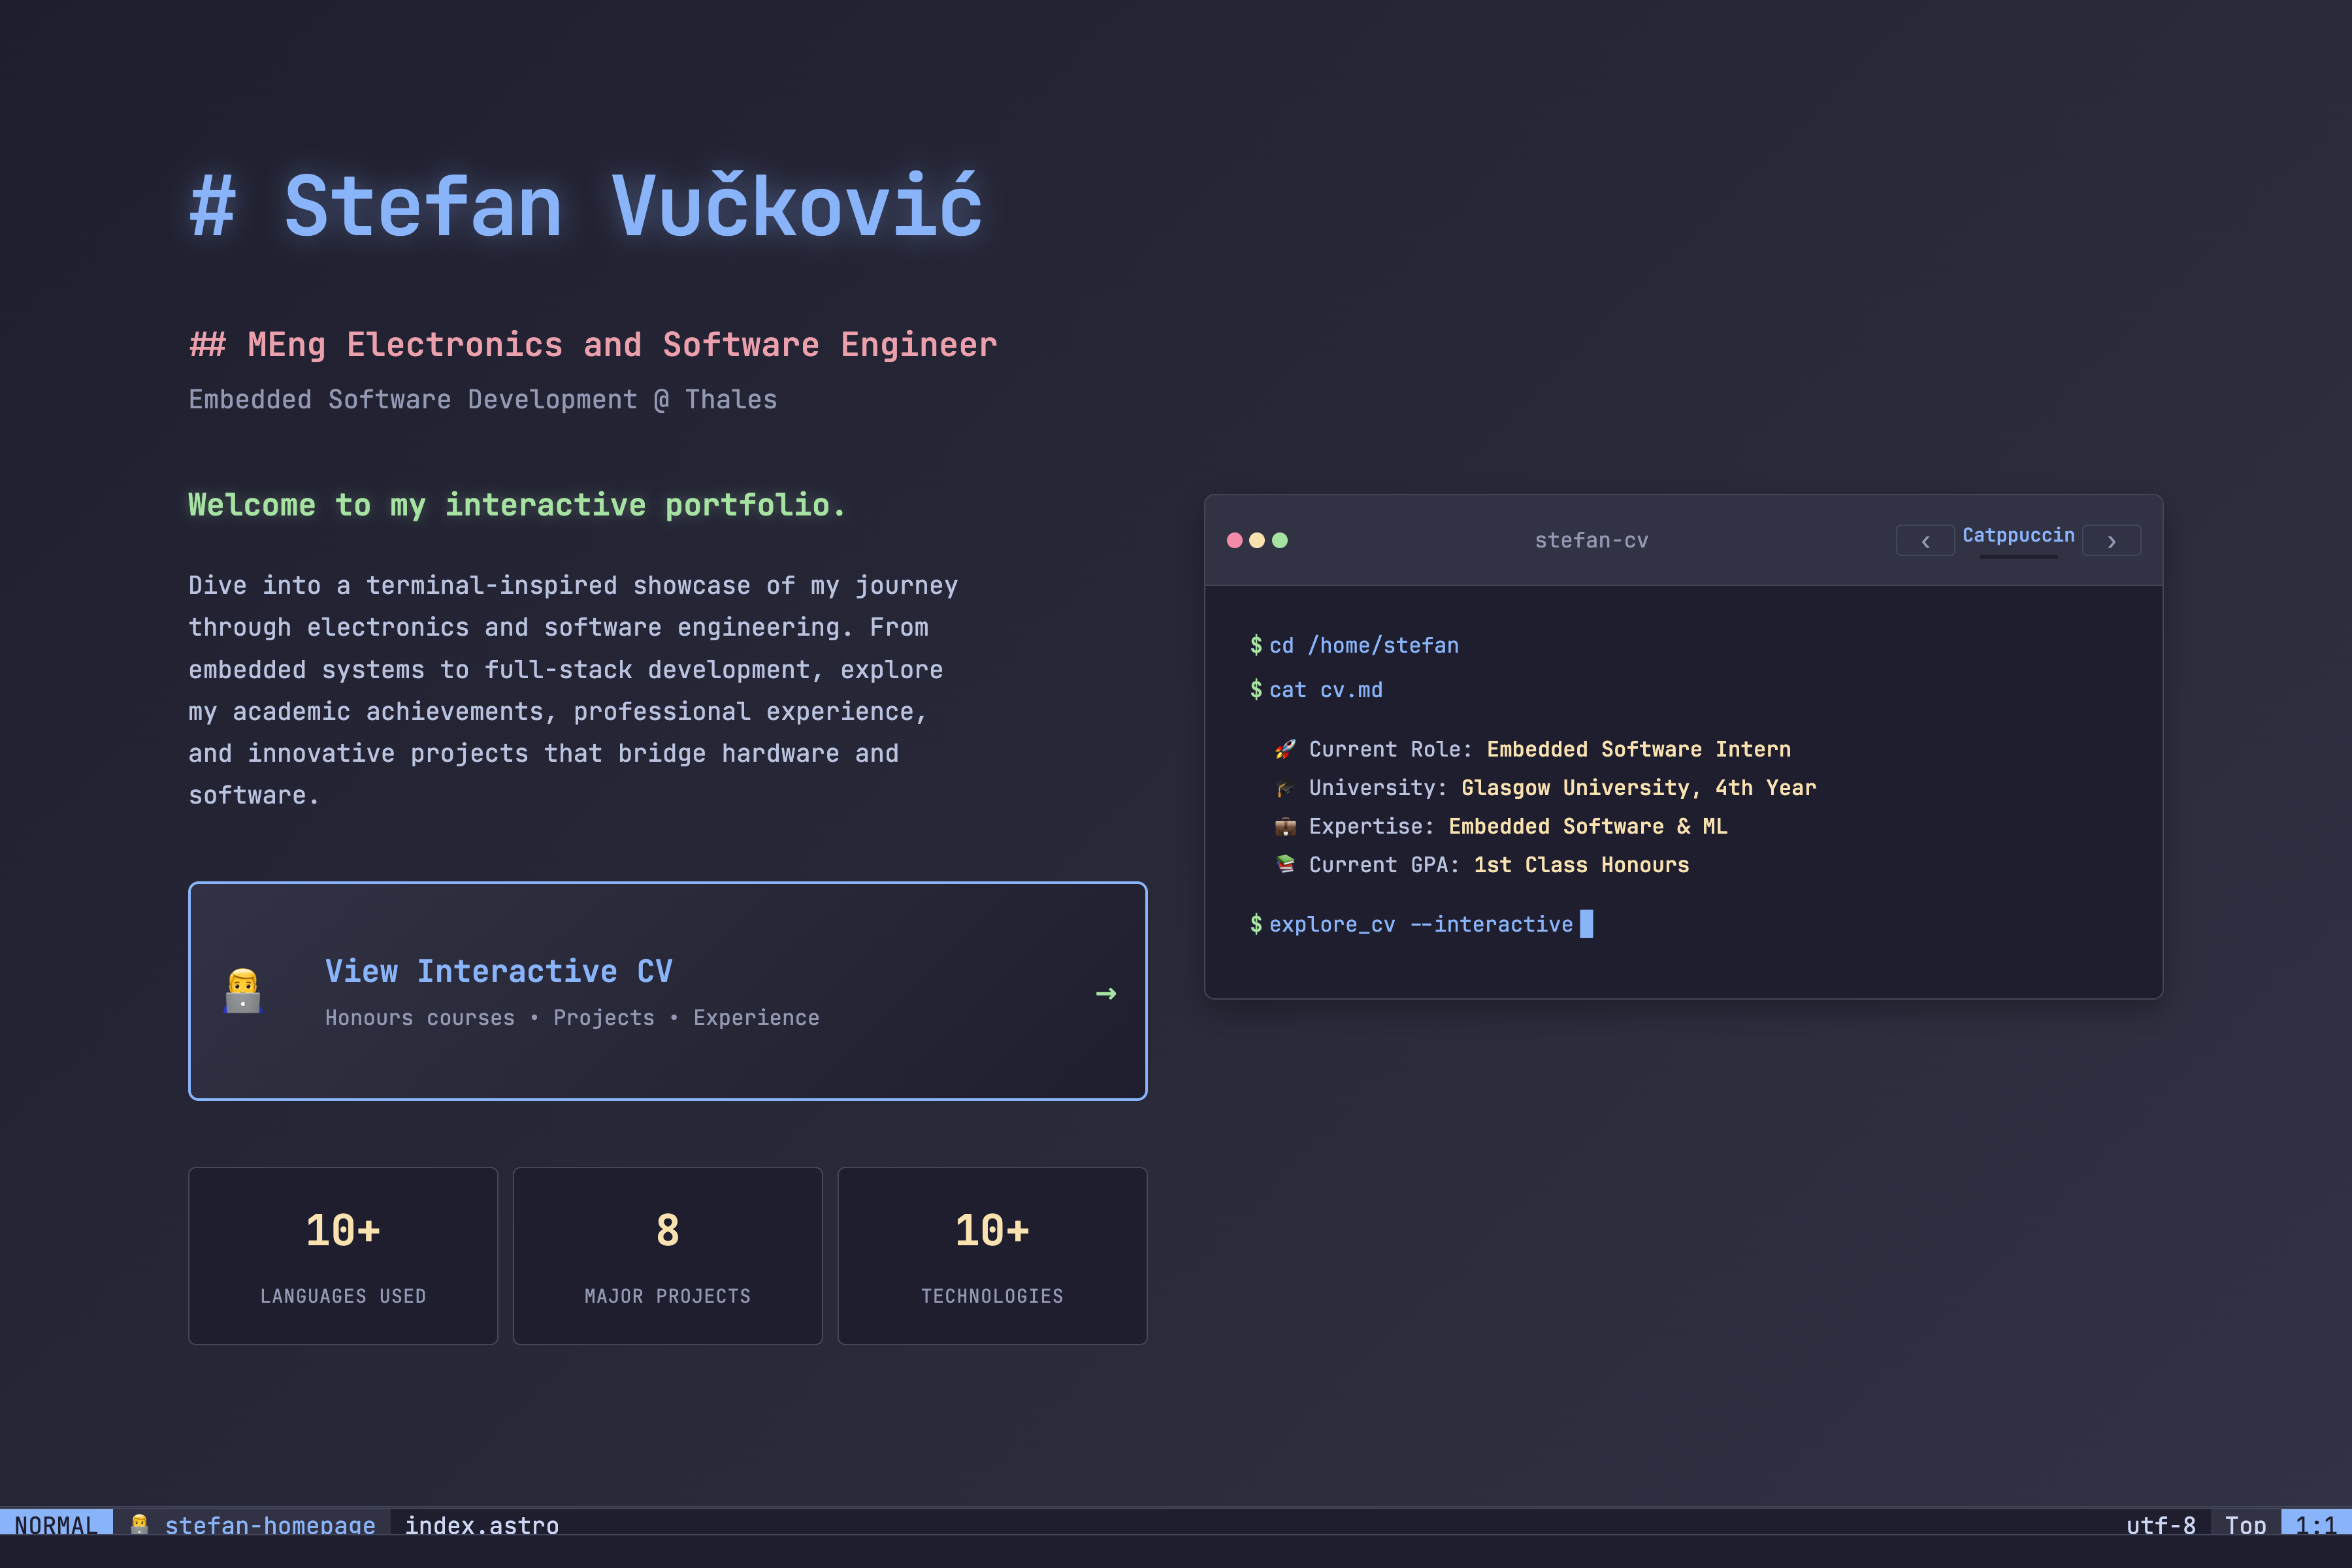 # Stefan Vučković
## MEng Electronics and Software Engineer
Embedded Software Development @ Thales
Welcome to my interactive portfolio.
Dive into a terminal-inspired showcase of my journey
through electronics and software engineering. From
embedded systems to full-stack development, explore
my academic achievements, professional experience,
and innovative projects that bridge hardware and
software.
View Interactive CV
Honours courses • Projects • Experience
→
10+
LANGUAGES USED
8
MAJOR PROJECTS
10+
TECHNOLOGIES
stefan-cv
‹ Catppuccin ›
$ cd /home/stefan
$ cat cv.md
🚀 Current Role: Embedded Software Intern
🎓 University: Glasgow University, 4th Year
💼 Expertise: Embedded Software & ML
📚 Current GPA: 1st Class Honours
$ explore_cv --interactive
NORMAL 👨‍💻 stefan-homepage index.astro utf-8 Top 1:1